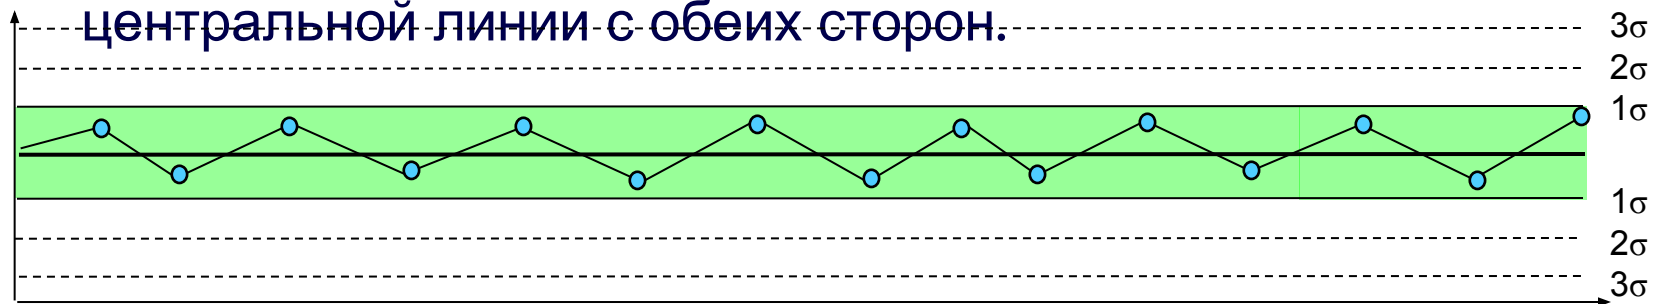 центральной линии с обеих сторон.
3σ
2σ
1σ
1σ
2σ
3σ